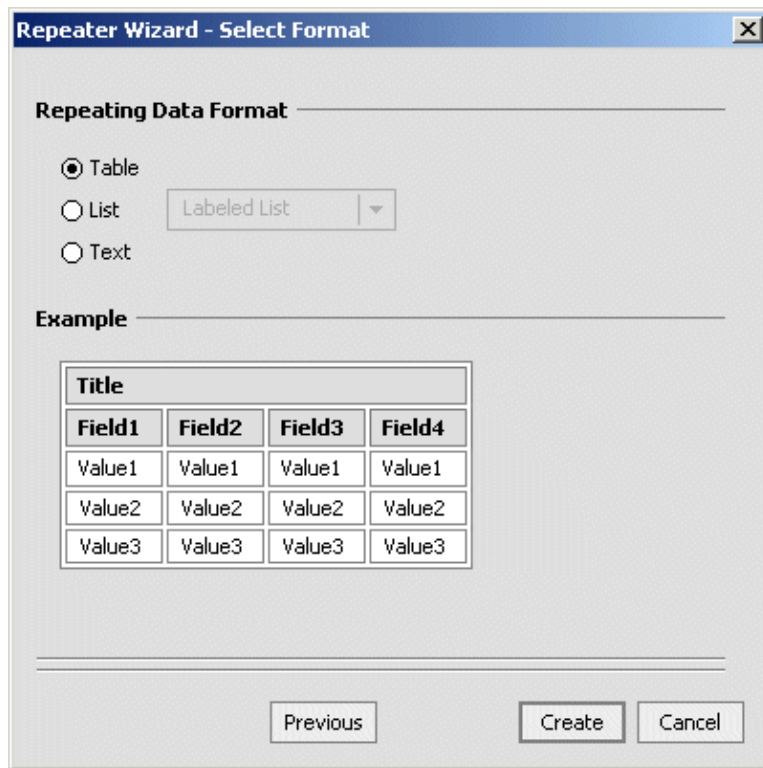 Repeater Wizard - Select Format
Repeating Data Format
Table
List
Labeled List
Text
Example
Title
Field1 Field2 Field3 Field4
Value1 Value1 Value1 Value1
Value2 Value2 Value2 Value2
Value3 Value3 Value3 Value3
Previous Create Cancel